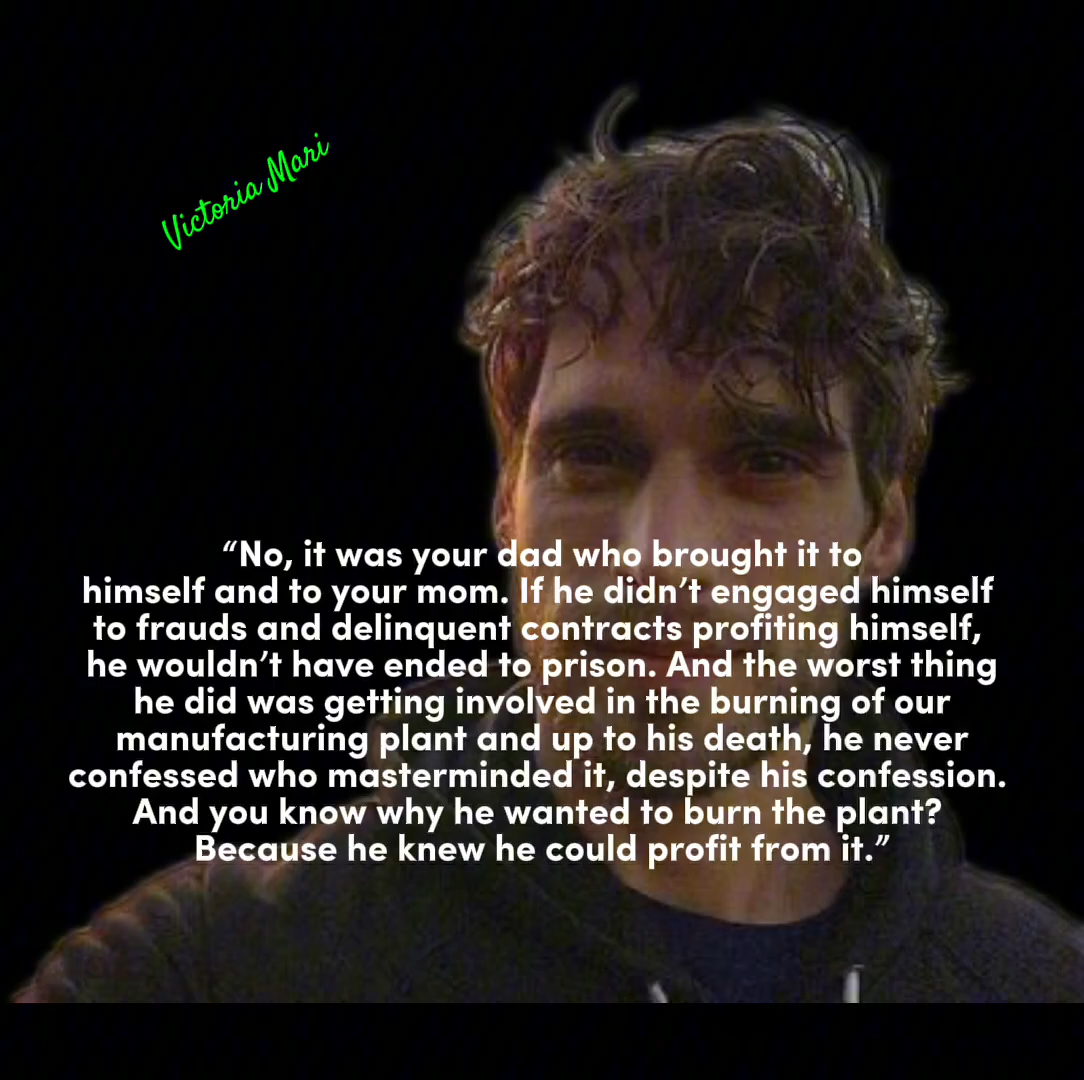 Victoria Mari
“No, it was your dad who brought it to
himself and to your mom. If he didn’t engaged himself
to frauds and delinquent contracts profiting himself,
he wouldn’t have ended to prison. And the worst thing
he did was getting involved in the burning of our
manufacturing plant and up to his death, he never
confessed who masterminded it, despite his confession.
And you know why he wanted to burn the plant?
Because he knew he could profit from it.”